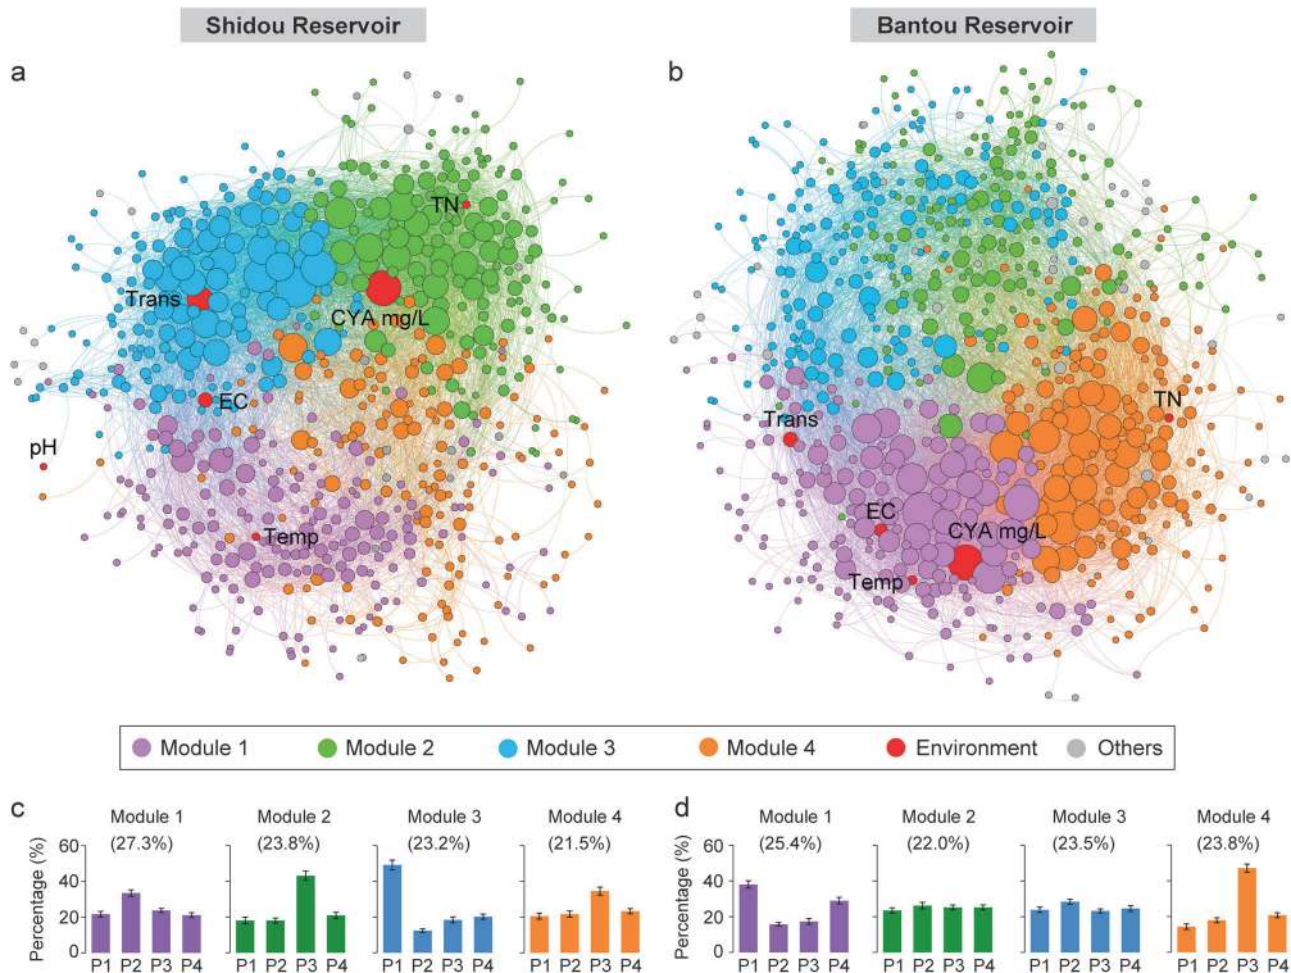 Shidou Reservoir
Bantou Reservoir
a
b
TN
Trans
CYA mg/L
EC
pH
Temp
TN
Trans
EC
CYA mg/L
Temp
Module 1
Module 2
Module 3
Module 4
Environment
Others
c
Module 1
(27.3%)
Module 2
(23.8%)
Module 3
(23.2%)
Module 4
(21.5%)
Percentage (%)
60
40
20
0
P1 P2 P3 P4
P1 P2 P3 P4
P1 P2 P3 P4
P1 P2 P3 P4
d
Module 1
(25.4%)
Module 2
(22.0%)
Module 3
(23.5%)
Module 4
(23.8%)
Percentage (%)
60
40
20
0
P1 P2 P3 P4
P1 P2 P3 P4
P1 P2 P3 P4
P1 P2 P3 P4